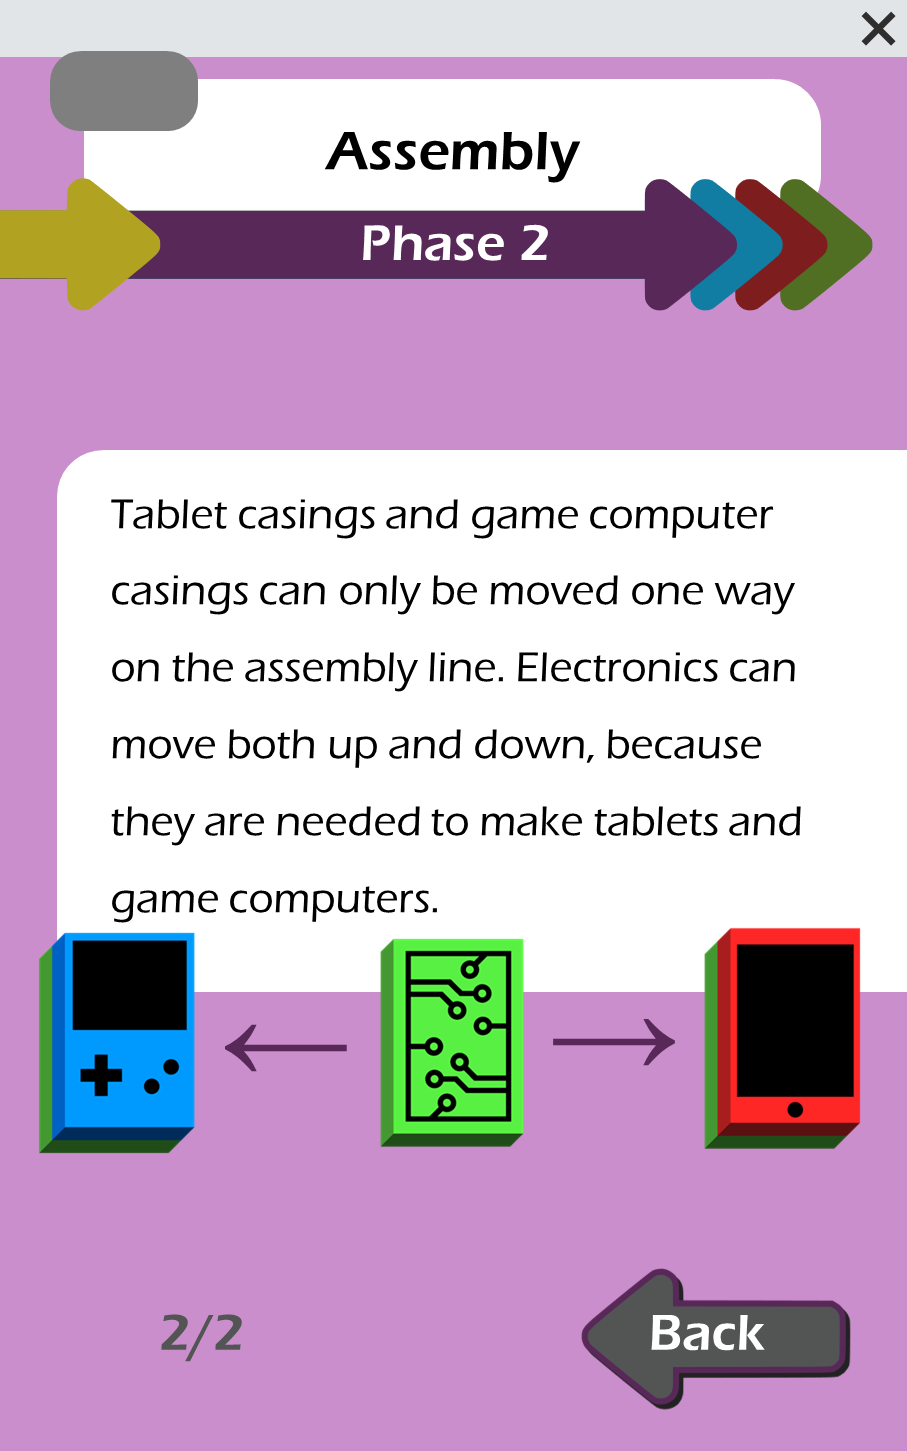 Assembly
Phase 2
Tablet casings and game computer
casings can only be moved one way
on the assembly line. Electronics can
move both up and down, because
they are needed to make tablets and
game computers.
2/2
Back